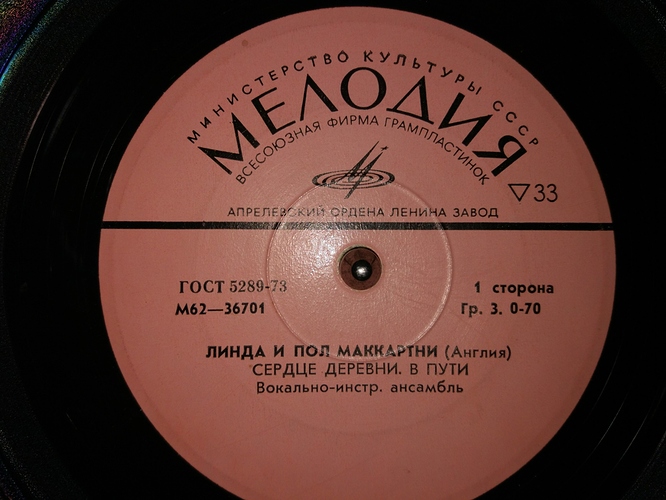 МИНИСТЕРСТВО КУЛЬТУРЫ СССР
МЕЛОДИЯ
ВСЕСОЮЗНАЯ ФИРМА ГРАМПЛАСТИНОК
▽33
АПРЕЛЕВСКИЙ ОРДЕНА ЛЕНИНА ЗАВОД
ГОСТ 5289-73
1 сторона
М62—36701
Гр. 3. 0-70
ЛИНДА И ПОЛ МАККАРТНИ (Англия)
СЕРДЦЕ ДЕРЕВНИ. В ПУТИ
Вокально-инстр. ансамбль